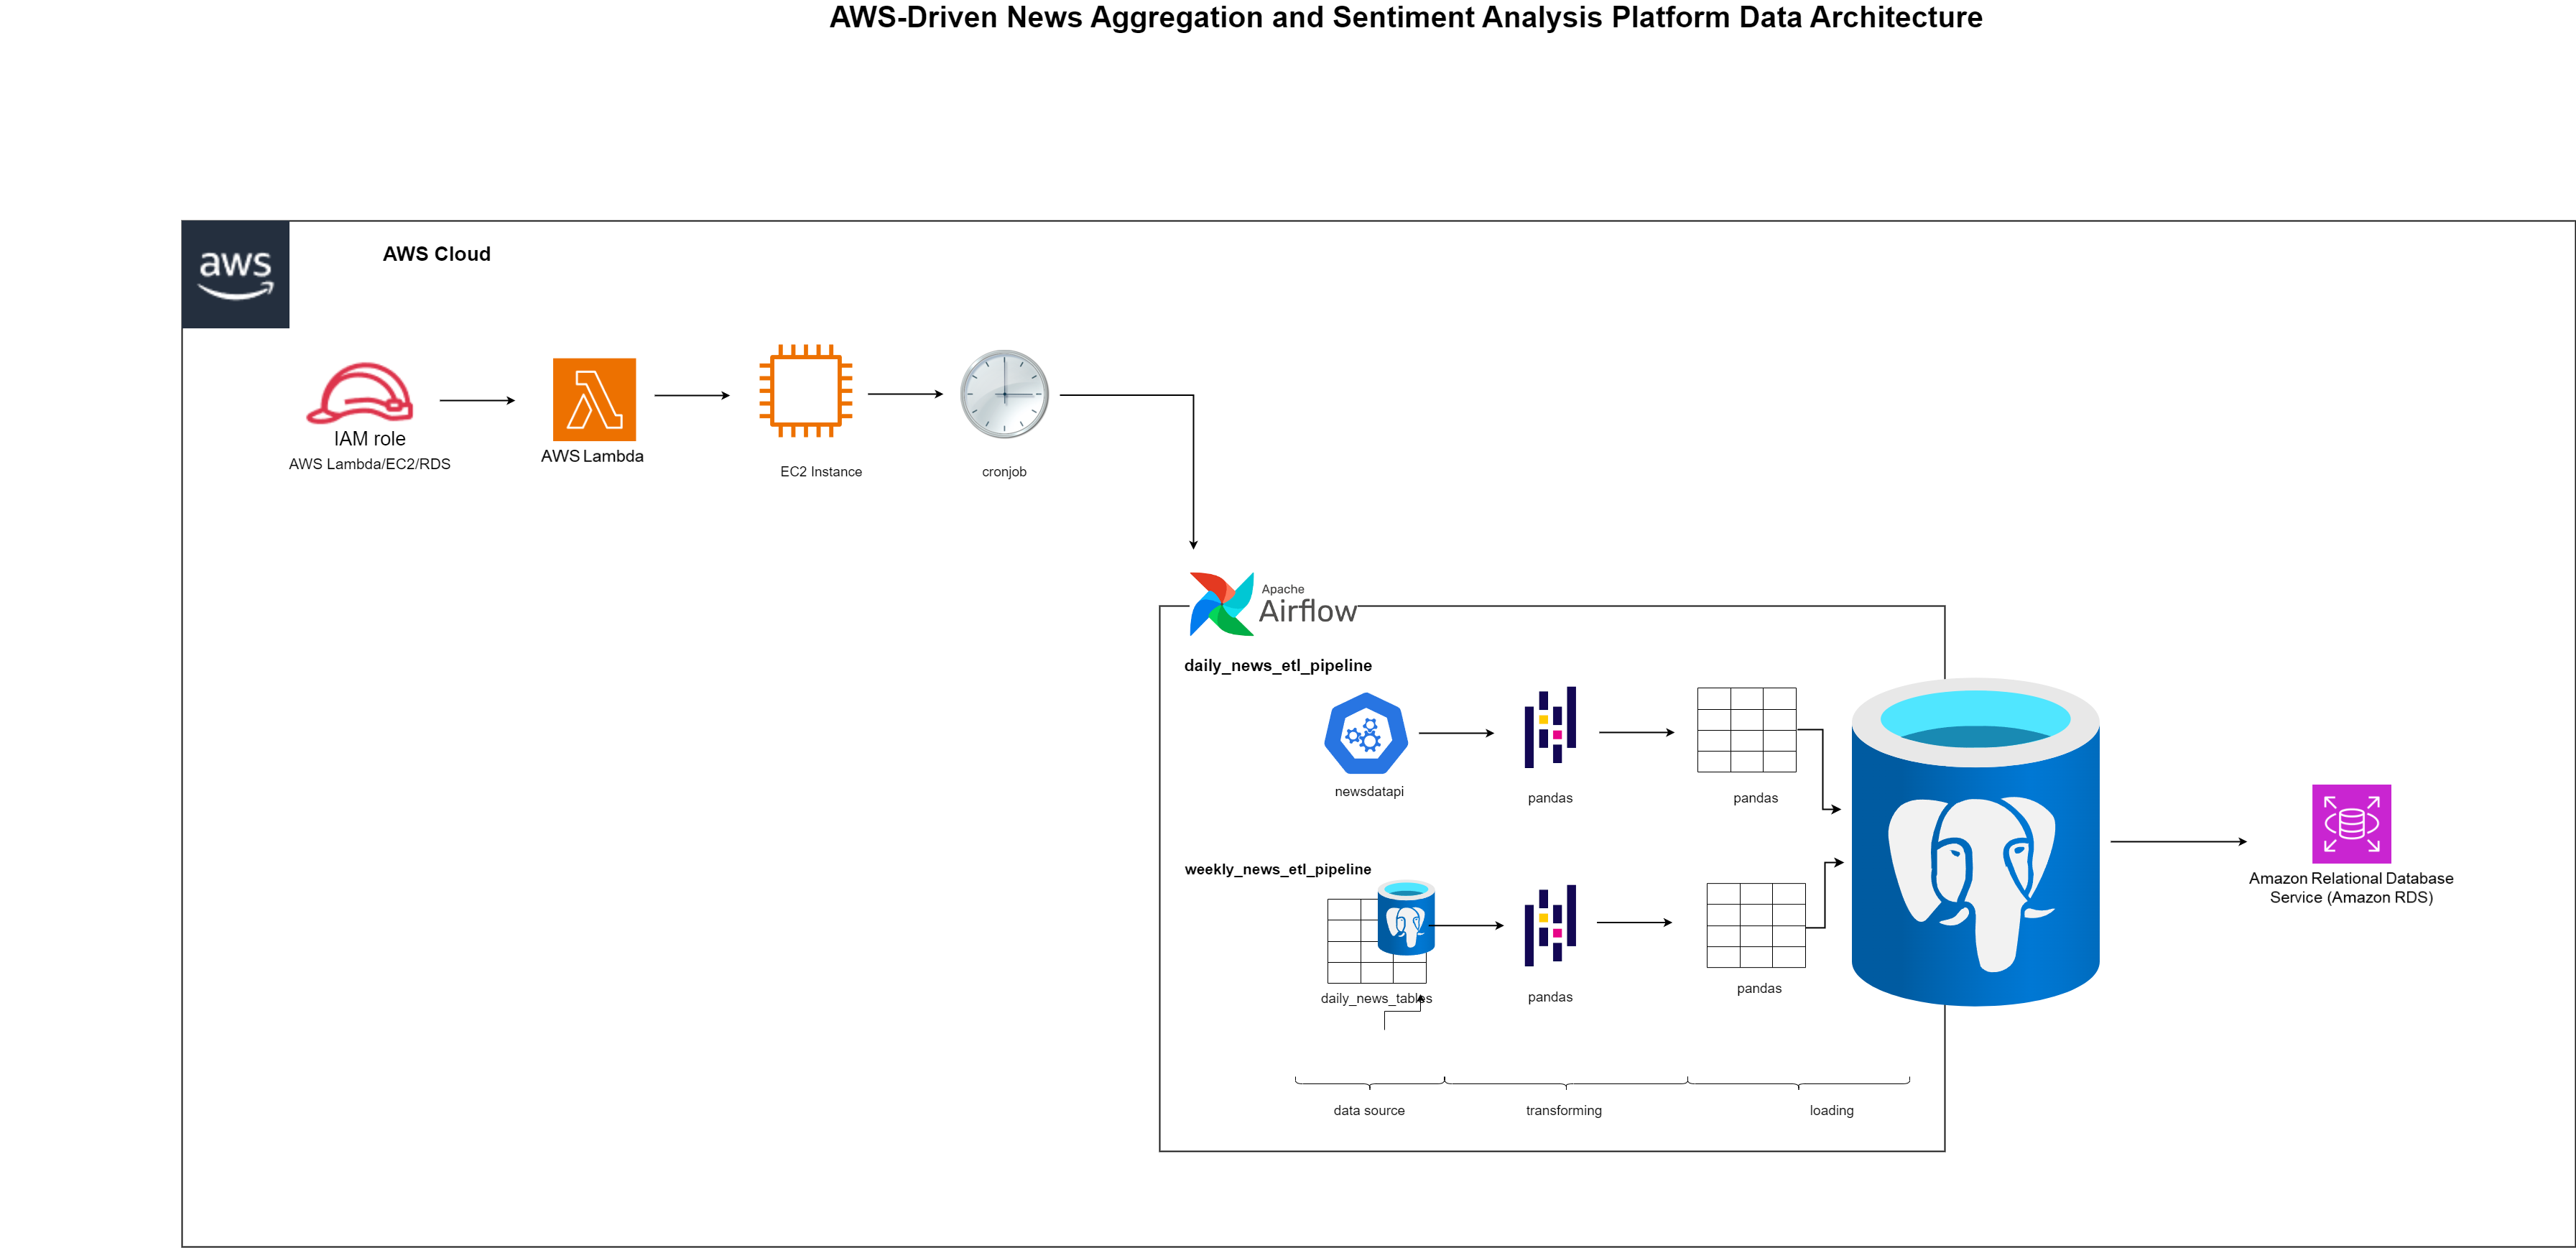 AWS-Driven News Aggregation and Sentiment Analysis Platform Data Architecture
aws
AWS Cloud
IAM role
AWS Lambda/EC2/RDS
AWS Lambda
EC2 Instance
cronjob
Apache
Airflow
daily_news_etl_pipeline
newsdatapi
pandas
pandas
weekly_news_etl_pipeline
daily_news_tables
pandas
pandas
data source
transforming
loading
Amazon Relational Database
Service (Amazon RDS)